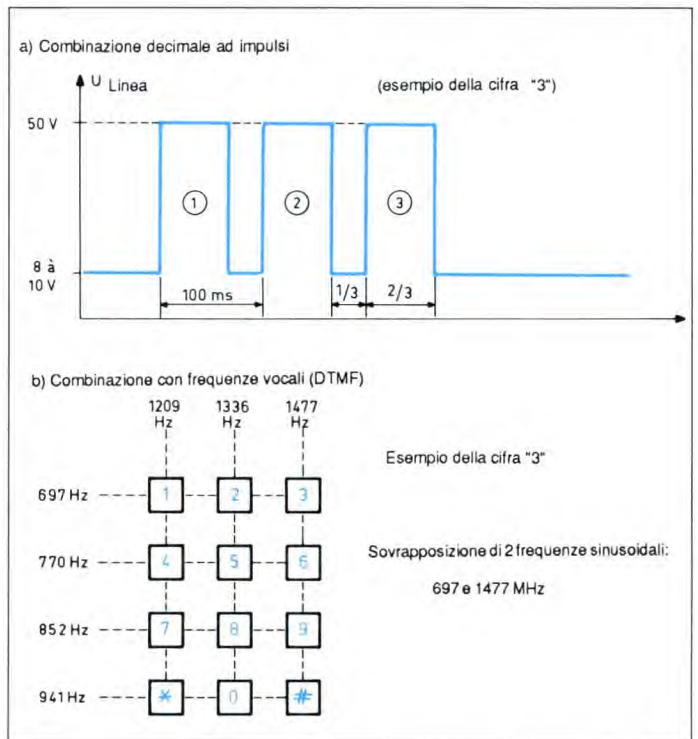 a) Combinazione decimale ad impulsi
U Linea
(esempio della cifra "3")
50 V
1
2
3
8 à
10 V
100 ms
1/3
2/3
b) Combinazione con frequenze vocali (DTMF)
1209 1336 1477
Hz Hz Hz
Esempio della cifra "3"
697 Hz 1 2 3
770 Hz 4 5 6
Sovrapposizione di 2 frequenze sinusoidali:
697 e 1477 MHz
852 Hz 7 8 9
941 Hz * 0 #